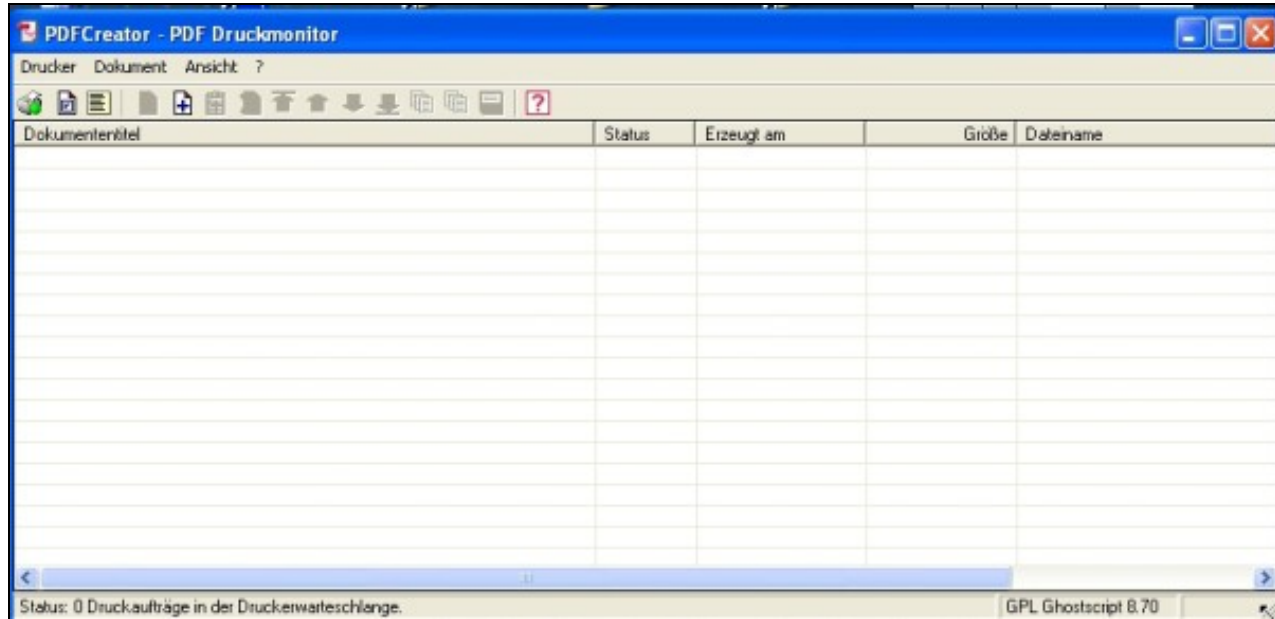 PDFCreator - PDF Druckmonitor
Drucker Dokument Ansicht ?
Dokumententitel Status Erzeugt am Größe Dateiname
Status: 0 Druckaufträge in der Druckerwarteschlange. GPL Ghostscript 8.70